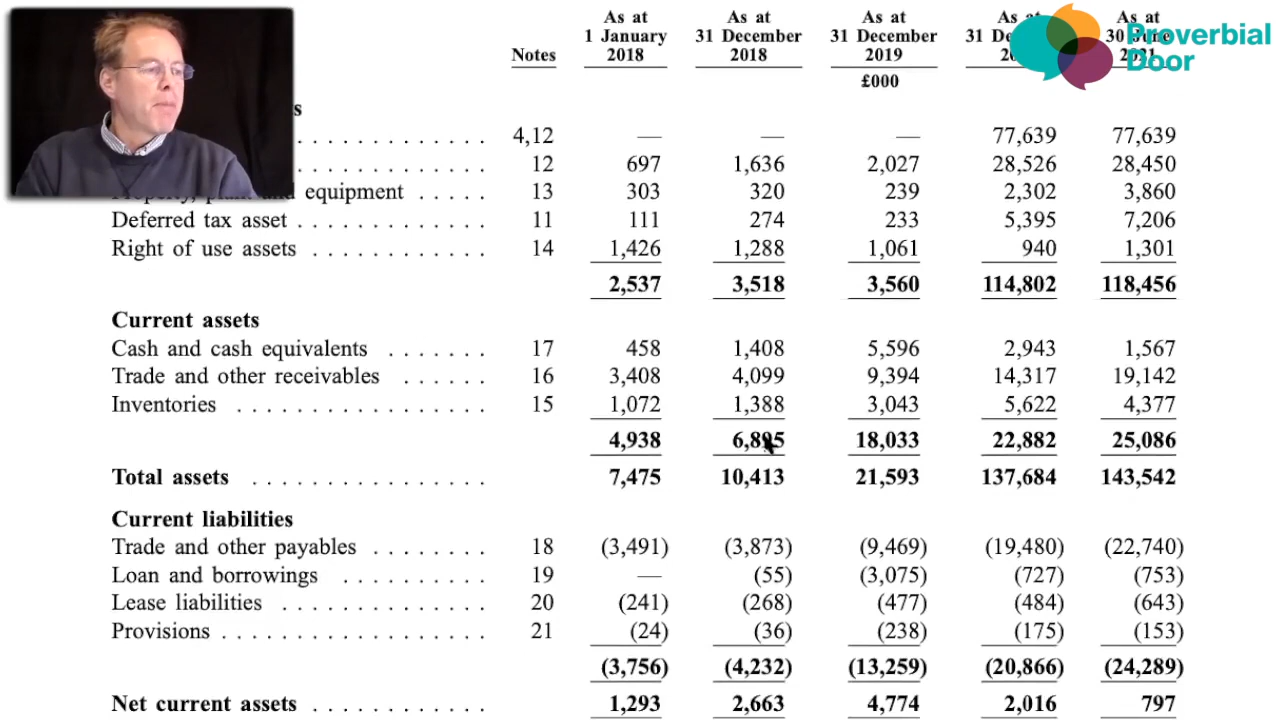 As at 1 January 2018
As at 31 December 2018
As at 31 December 2019
As at
31
30
Proverbial Door
Notes
£000
s
. . . . . . . . . . . . . 4,12 — — — 77,639 77,639
. . . . . . . . . . . . . 12 697 1,636 2,027 28,526 28,450
equipment . . . . . 13 303 320 239 2,302 3,860
Deferred tax asset . . . . . . . . . . . . . 11 111 274 233 5,395 7,206
Right of use assets . . . . . . . . . . . . 14 1,426 1,288 1,061 940 1,301
2,537 3,518 3,560 114,802 118,456
Current assets
Cash and cash equivalents . . . . . . . 17 458 1,408 5,596 2,943 1,567
Trade and other receivables . . . . . . 16 3,408 4,099 9,394 14,317 19,142
Inventories . . . . . . . . . . . . . . . . . . 15 1,072 1,388 3,043 5,622 4,377
4,938 6,895 18,033 22,882 25,086
Total assets . . . . . . . . . . . . . . . . . 7,475 10,413 21,593 137,684 143,542
Current liabilities
Trade and other payables . . . . . . . . 18 (3,491) (3,873) (9,469) (19,480) (22,740)
Loan and borrowings . . . . . . . . . . 19 — (55) (3,075) (727) (753)
Lease liabilities . . . . . . . . . . . . . . . 20 (241) (268) (477) (484) (643)
Provisions . . . . . . . . . . . . . . . . . . . 21 (24) (36) (238) (175) (153)
(3,756) (4,232) (13,259) (20,866) (24,289)
Net current assets . . . . . . . . . . . . 1,293 2,663 4,774 2,016 797